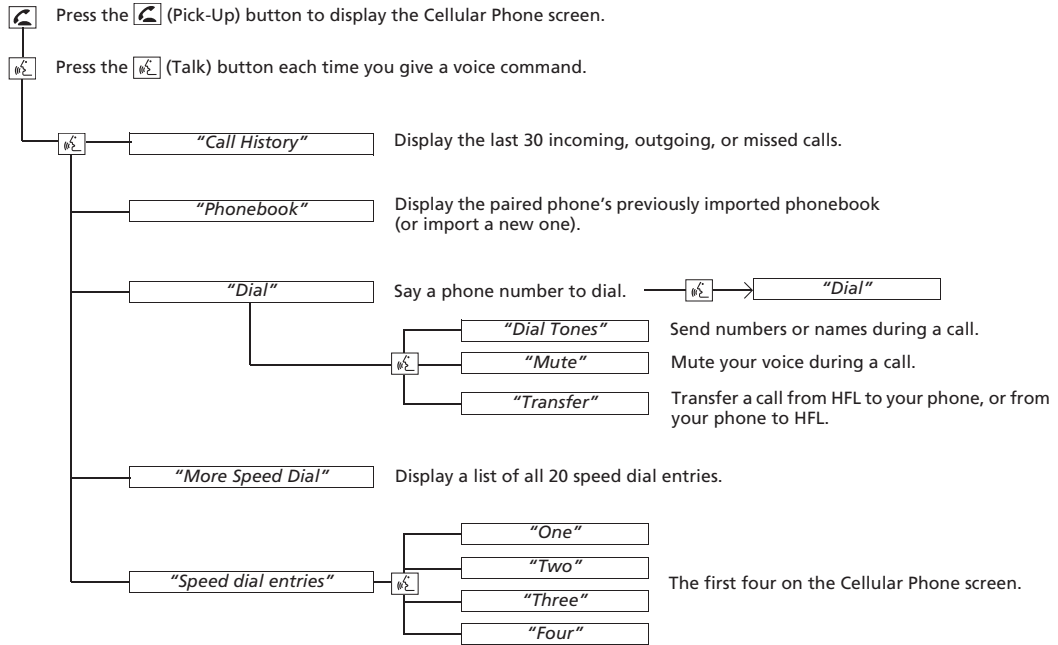 Press the (Pick-Up) button to display the Cellular Phone screen.
Press the (Talk) button each time you give a voice command.
“Call History” Display the last 30 incoming, outgoing, or missed calls.
“Phonebook” Display the paired phone’s previously imported phonebook
(or import a new one).
“Dial” Say a phone number to dial. “Dial”
“Dial Tones” Send numbers or names during a call.
“Mute” Mute your voice during a call.
“Transfer” Transfer a call from HFL to your phone, or from
your phone to HFL.
“More Speed Dial” Display a list of all 20 speed dial entries.
“Speed dial entries”
“One”
“Two”
“Three”
“Four”
The first four on the Cellular Phone screen.